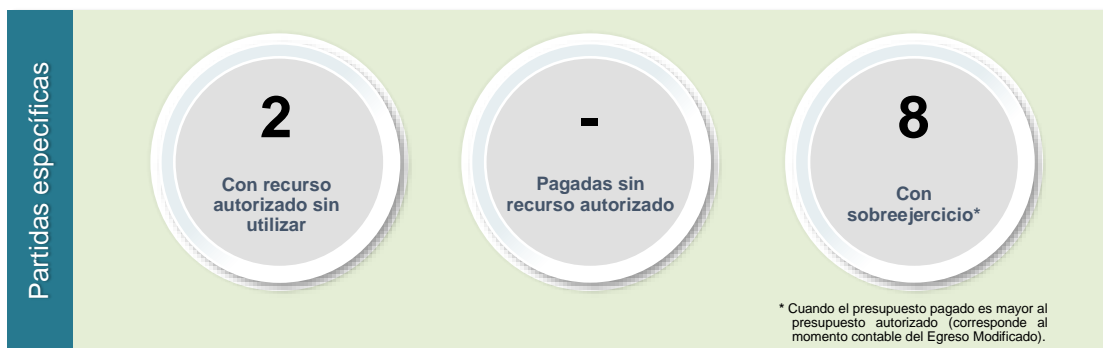 Partidas específicas
2
Con recurso
autorizado sin
utilizar
-
Pagadas sin
recurso autorizado
8
Con
sobreejercicio*
* Cuando el presupuesto pagado es mayor al
presupuesto autorizado (corresponde al
momento contable del Egreso Modificado).